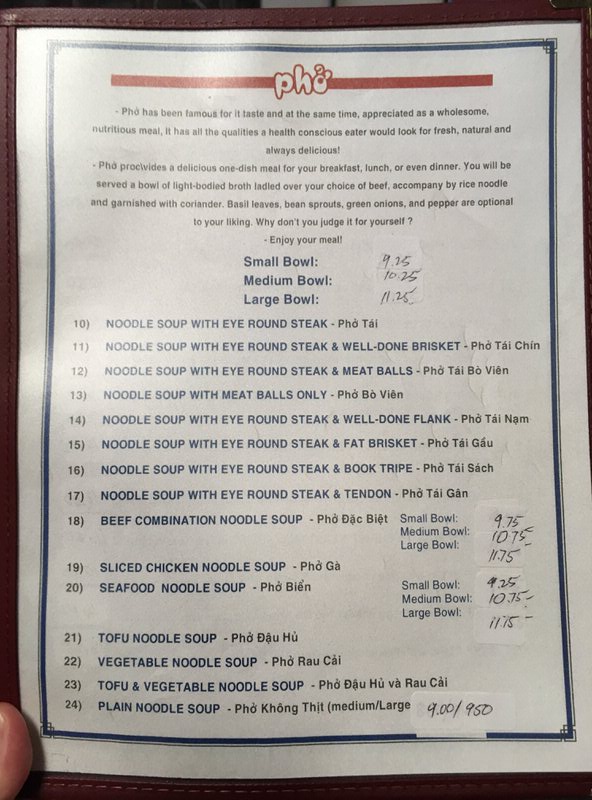 phở
- Phở has been famous for it taste and at the same time, appreciated as a wholesome,
nutritious meal, it has all the qualities a health conscious eater would look for fresh, natural and
always delicious!
- Phở procwides a delicious one-dish meal for your breakfast, lunch, or even dinner. You will be
served a bowl of light-bodied broth ladled over your choice of beef, accompany by rice noodle
and garnished with coriander. Basil leaves, bean sprouts, green onions, and pepper are optional
to your liking. Why don't you judge it for yourself ?
- Enjoy your meal!
Small Bowl: 9.25
Medium Bowl: 10.25
Large Bowl: 11.25
10) NOODLE SOUP WITH EYE ROUND STEAK - Phở Tái
11) NOODLE SOUP WITH EYE ROUND STEAK & WELL-DONE BRISKET - Phở Tái Chín
12) NOODLE SOUP WITH EYE ROUND STEAK & MEAT BALLS - Phở Tái Bò Viên
13) NOODLE SOUP WITH MEAT BALLS ONLY - Phở Bò Viên
14) NOODLE SOUP WITH EYE ROUND STEAK & WELL-DONE FLANK - Phở Tái Nạm
15) NOODLE SOUP WITH EYE ROUND STEAK & FAT BRISKET - Phở Tái Gầu
16) NOODLE SOUP WITH EYE ROUND STEAK & BOOK TRIPE - Phở Tái Sách
17) NOODLE SOUP WITH EYE ROUND STEAK & TENDON - Phở Tái Gân
18) BEEF COMBINATION NOODLE SOUP - Phở Đặc Biệt Small Bowl: 9.75
Medium Bowl: 10.75
Large Bowl: 11.75
19) SLICED CHICKEN NOODLE SOUP - Phở Gà
20) SEAFOOD NOODLE SOUP - Phở Biển Small Bowl: 9.25
Medium Bowl: 10.75-
Large Bowl: 11.75-
21) TOFU NOODLE SOUP - Phở Đậu Hủ
22) VEGETABLE NOODLE SOUP - Phở Rau Cải
23) TOFU & VEGETABLE NOODLE SOUP - Phở Đậu Hủ và Rau Cải
24) PLAIN NOODLE SOUP - Phở Không Thịt (medium/Large 9.00/950